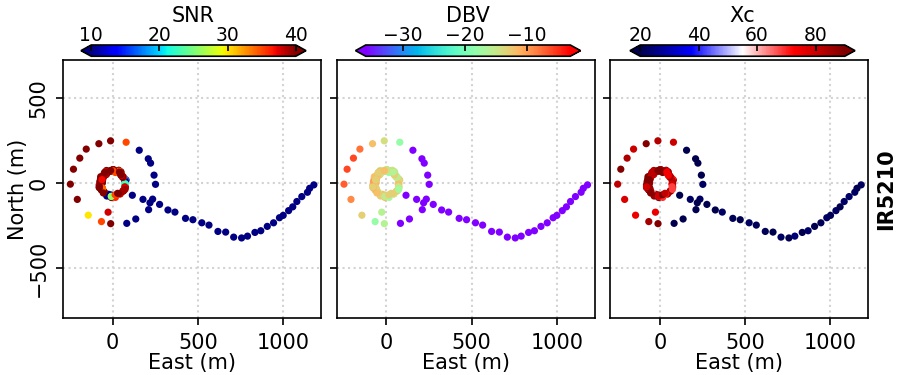 SNR DBV Xc
10 20 30 40 −30 −20 −10 20 40 60 80
500
0
−500
North (m)
0 500 1000 0 500 1000 0 500 1000
East (m) East (m) East (m)
IR5210